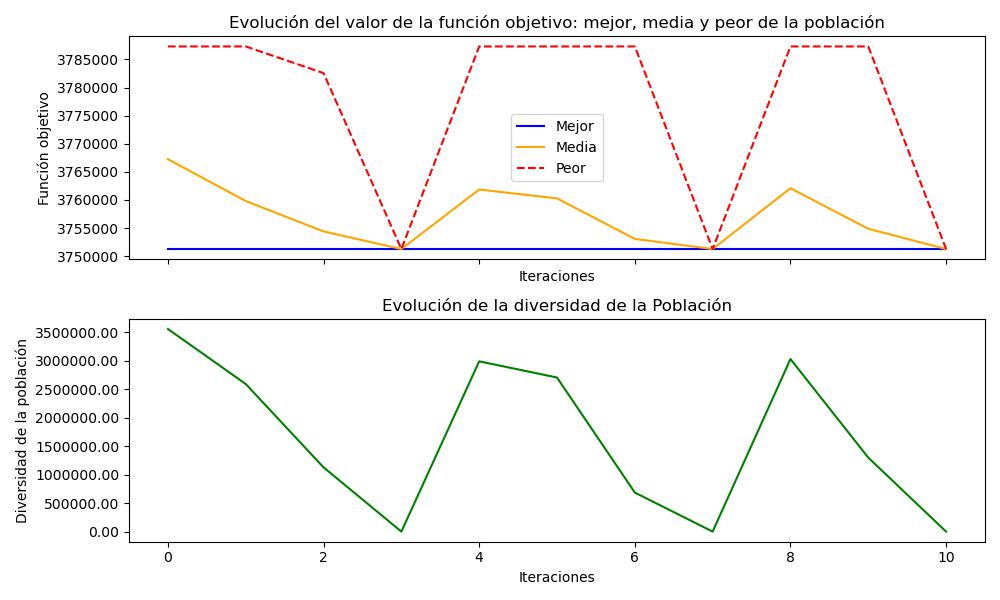 Evolución del valor de la función objetivo: mejor, media y peor de la población
Función objetivo
3785000
3780000
3775000
3770000
3765000
3760000
3755000
3750000
Mejor
Media
Peor
Iteraciones
Evolución de la diversidad de la Población
Diversidad de la población
3500000.00
3000000.00
2500000.00
2000000.00
1500000.00
1000000.00
500000.00
0.00
0 2 4 6 8 10
Iteraciones